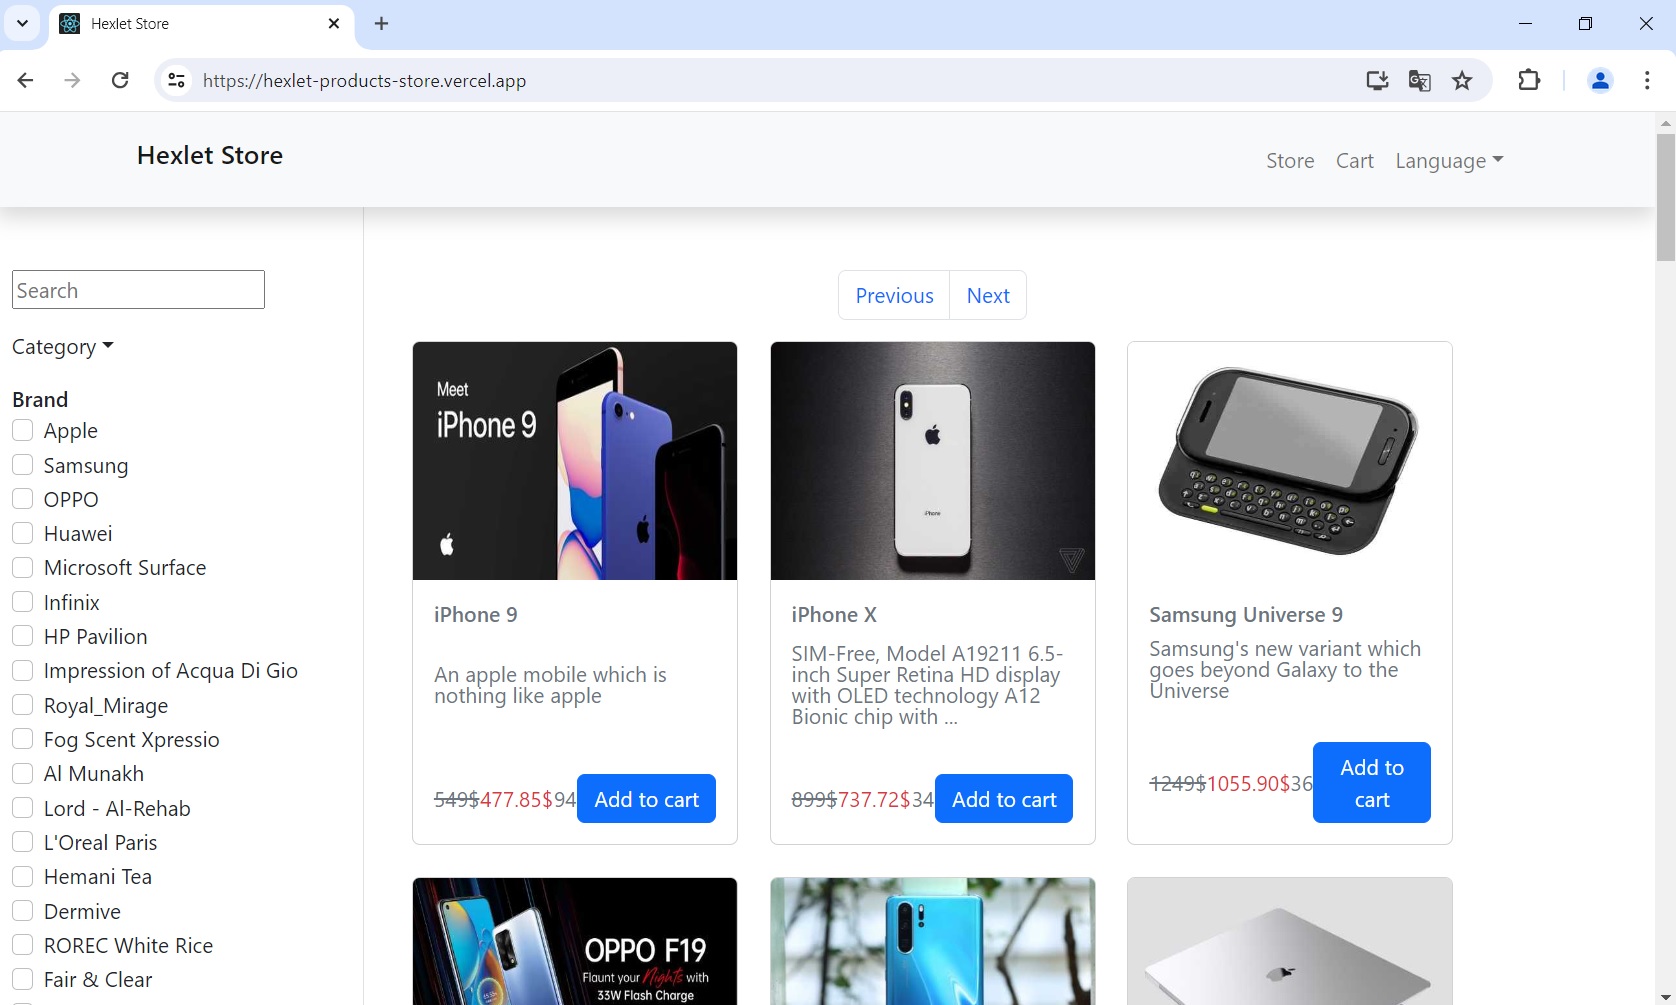 Hexlet Store
https://hexlet-products-store.vercel.app
Hexlet Store
Store
Cart
Language
Search
Category
Brand
Apple
Samsung
OPPO
Huawei
Microsoft Surface
Infinix
HP Pavilion
Impression of Acqua Di Gio
Royal_Mirage
Fog Scent Xpressio
Al Munakh
Lord - Al-Rehab
L'Oreal Paris
Hemani Tea
Dermive
ROREC White Rice
Fair & Clear
Previous
Next
Meet
iPhone 9
iPhone 9
An apple mobile which is
nothing like apple
549$477.85$94
Add to cart
iPhone
iPhone X
SIM-Free, Model A19211 6.5-
inch Super Retina HD display
with OLED technology A12
Bionic chip with ...
899$737.72$34
Add to cart
Samsung Universe 9
Samsung's new variant which
goes beyond Galaxy to the
Universe
1249$1055.90$36
Add to
cart
OPPO F19
Flaunt your Nights with
33W Flash Charge